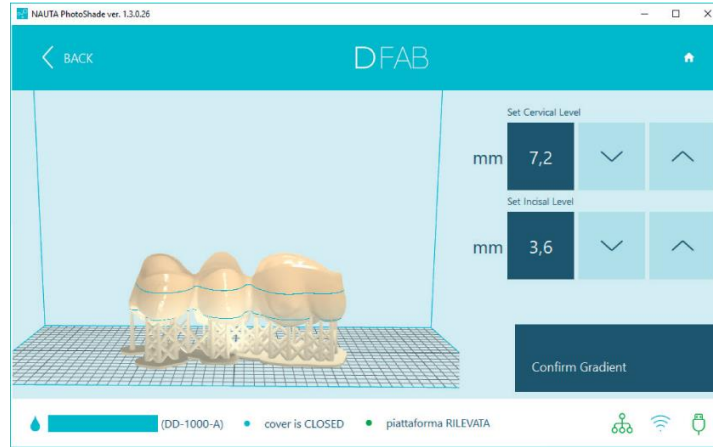 NAUTA PhotoShade ver. 1.3.0.26
BACK
DFAB
Set Cervical Level
mm 7,2
Set Incisal Level
mm 3,6
Confirm Gradient
(DD-1000-A) • cover is CLOSED • piattaforma RILEVATA